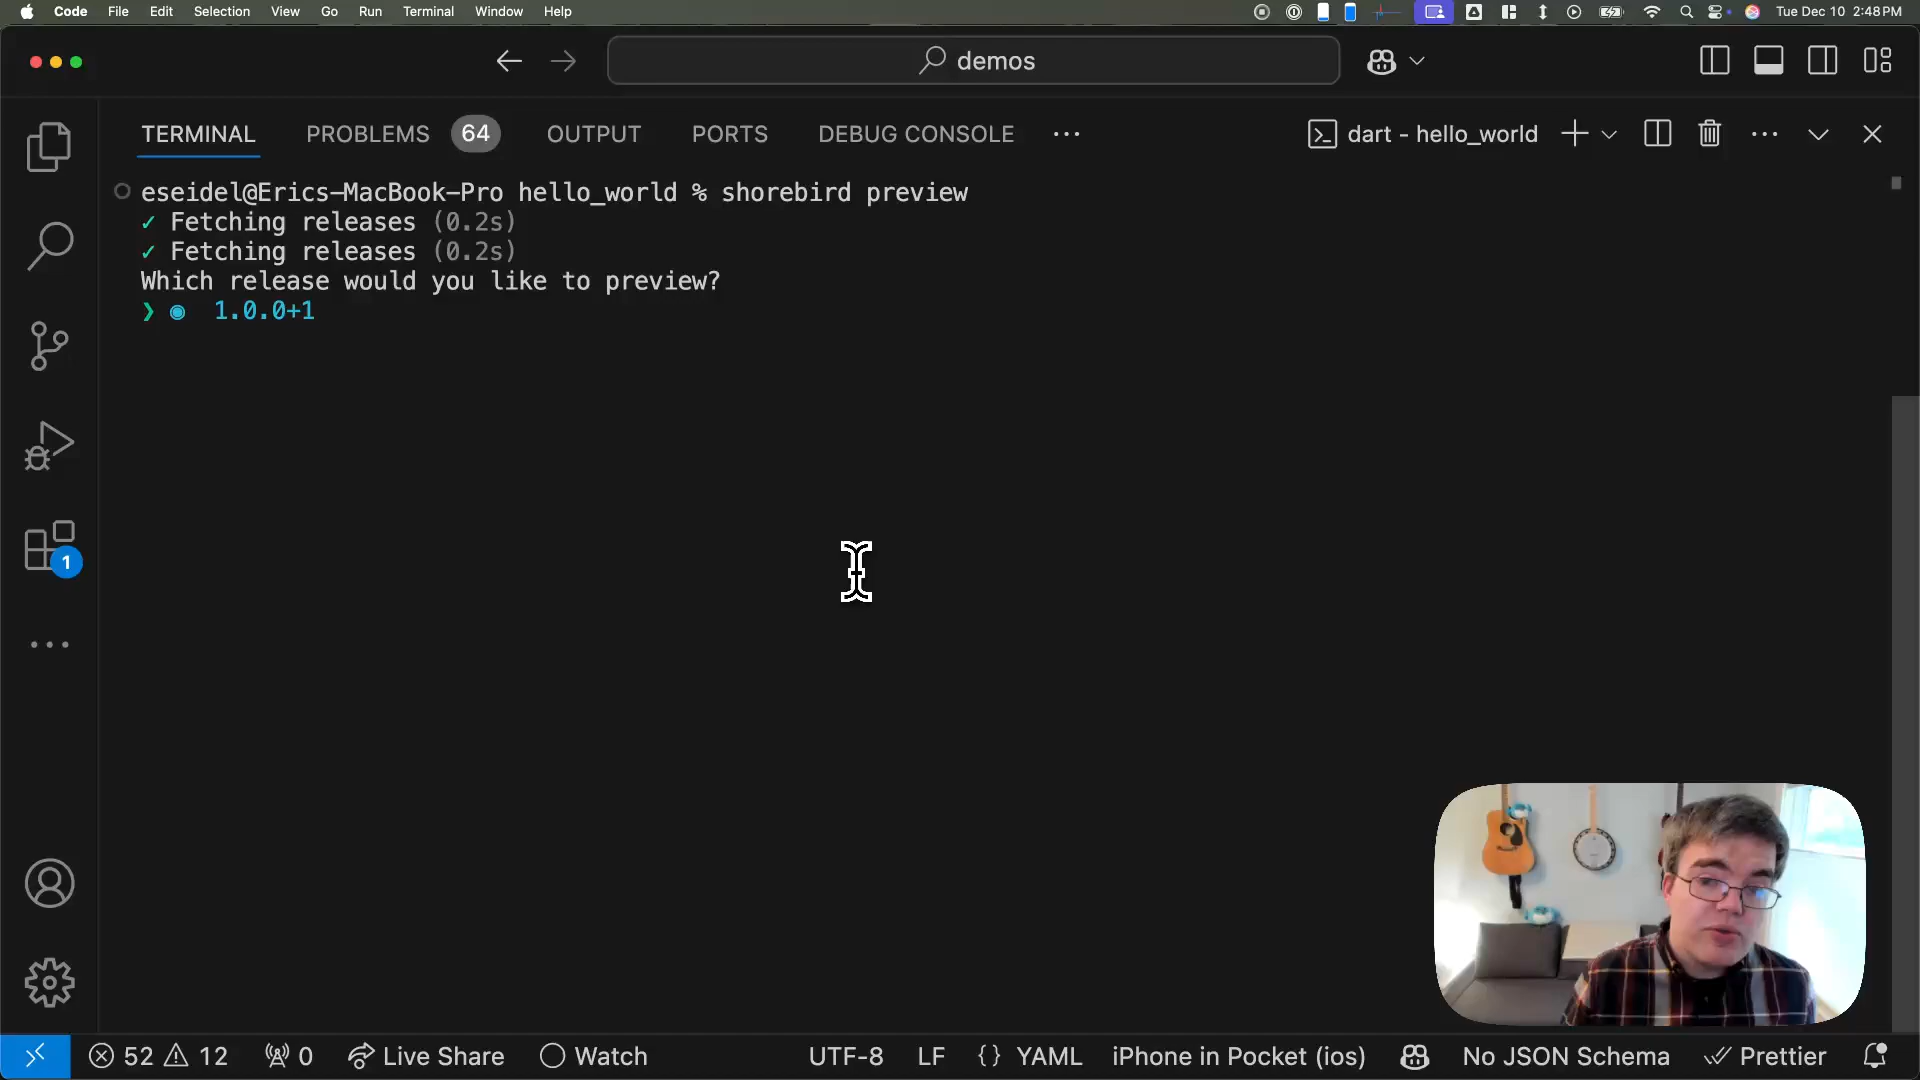 Code File Edit Selection View Go Run Terminal Window Help Tue Dec 10 2:48 PM
demos
TERMINAL PROBLEMS 64 OUTPUT PORTS DEBUG CONSOLE ... dart - hello_world ...
eseidel@Erics-MacBook-Pro hello_world % shorebird preview
✓ Fetching releases (0.2s)
✓ Fetching releases (0.2s)
Which release would you like to preview?
❯ ◉ 1.0.0+1
1
52 12 0 Live Share Watch UTF-8 LF {} YAML iPhone in Pocket (ios) No JSON Schema Prettier